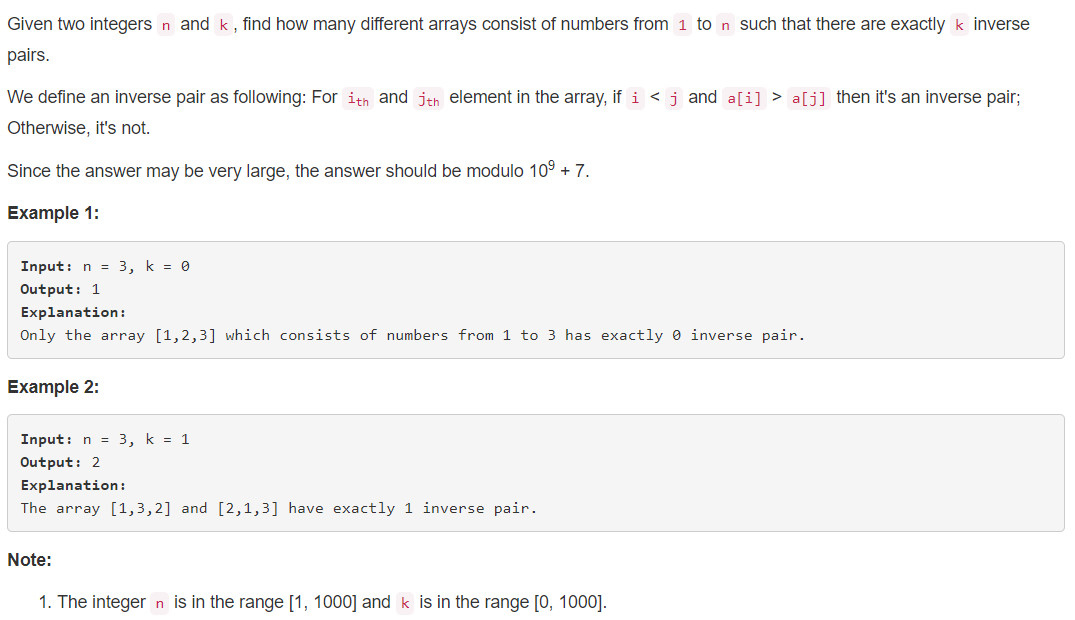 Given two integers n and k, find how many different arrays consist of numbers from 1 to n such that there are exactly k inverse
pairs.
We define an inverse pair as following: For ith and jth element in the array, if i < j and a[i] > a[j] then it's an inverse pair;
Otherwise, it's not.
Since the answer may be very large, the answer should be modulo 10⁹ + 7.
Example 1:
Input: n = 3, k = 0
Output: 1
Explanation:
Only the array [1,2,3] which consists of numbers from 1 to 3 has exactly 0 inverse pair.
Example 2:
Input: n = 3, k = 1
Output: 2
Explanation:
The array [1,3,2] and [2,1,3] have exactly 1 inverse pair.
Note:
1. The integer n is in the range [1, 1000] and k is in the range [0, 1000].